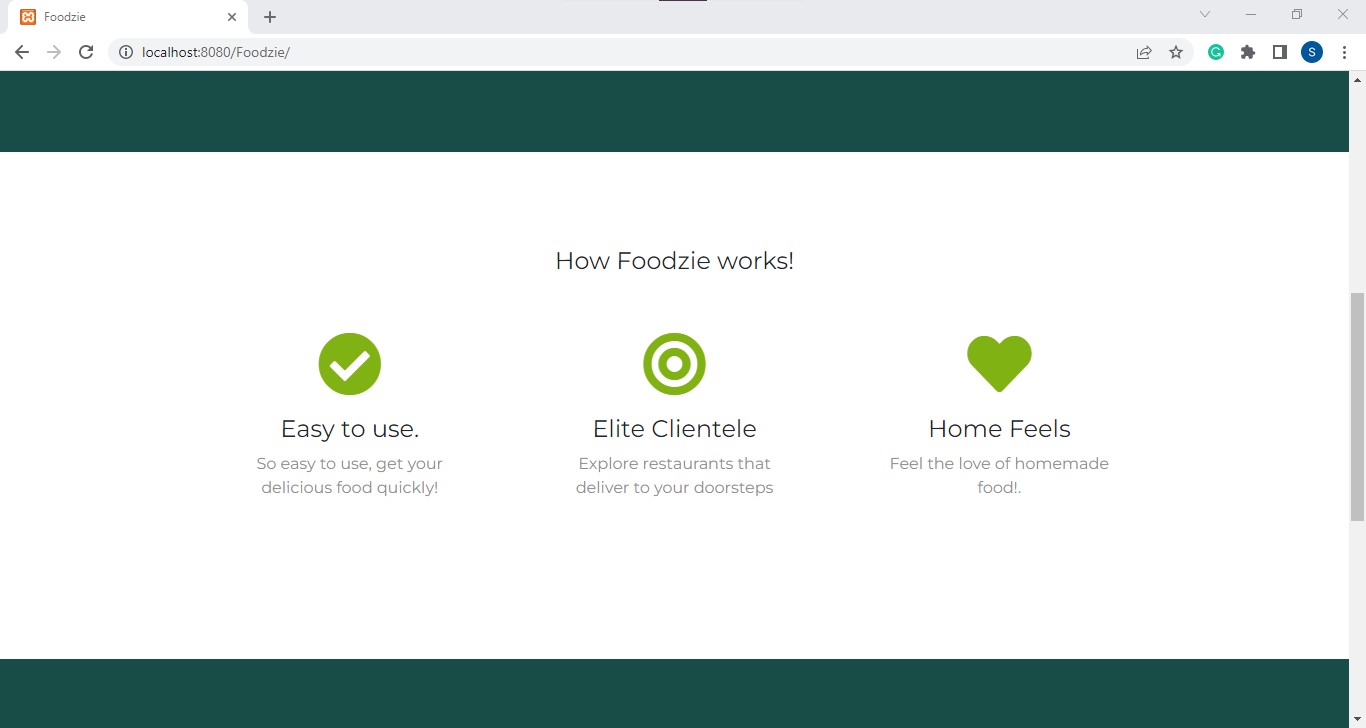 Foodzie
localhost:8080/Foodzie/
S
How Foodzie works!
Easy to use.
So easy to use, get your
delicious food quickly!
Elite Clientele
Explore restaurants that
deliver to your doorsteps
Home Feels
Feel the love of homemade
food!.